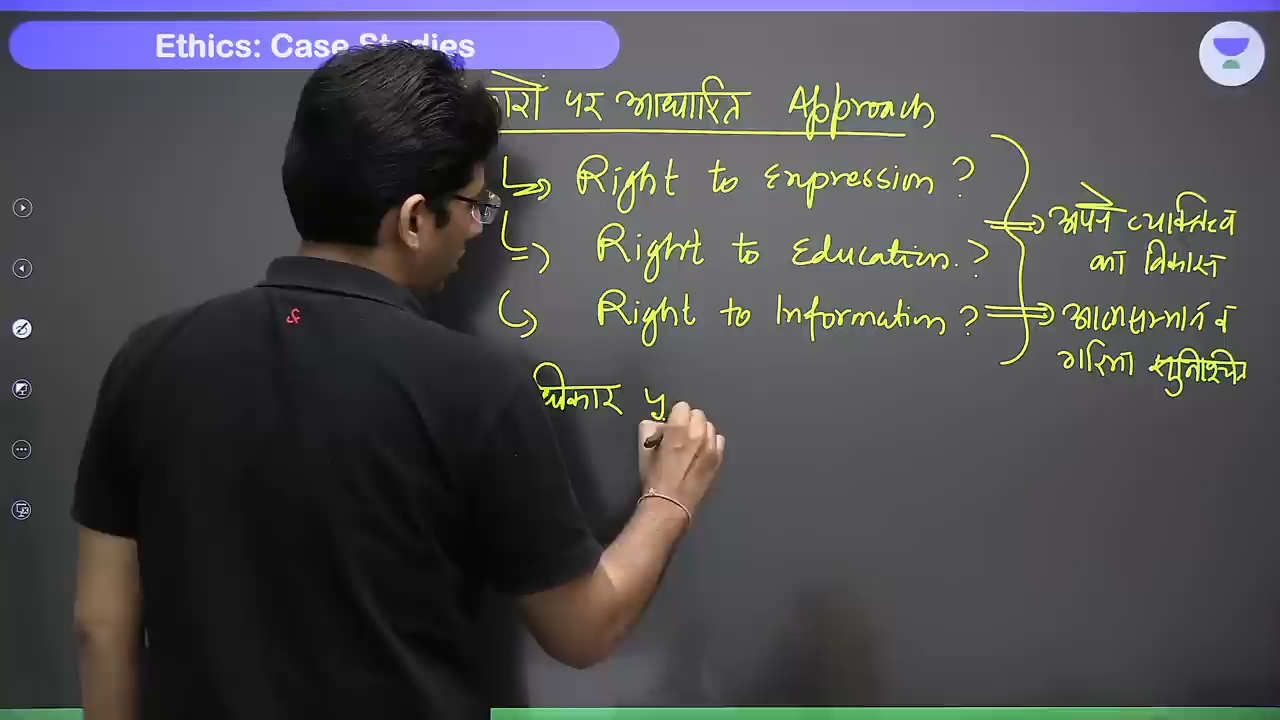 Ethics: Case Studies
पर आधारित Approach
Right to Expression?
Right to Education.?
Right to Information?
अपने व्यक्तित्व
का विकास
आत्मसम्मान व
गरिमा सुनिश्चित